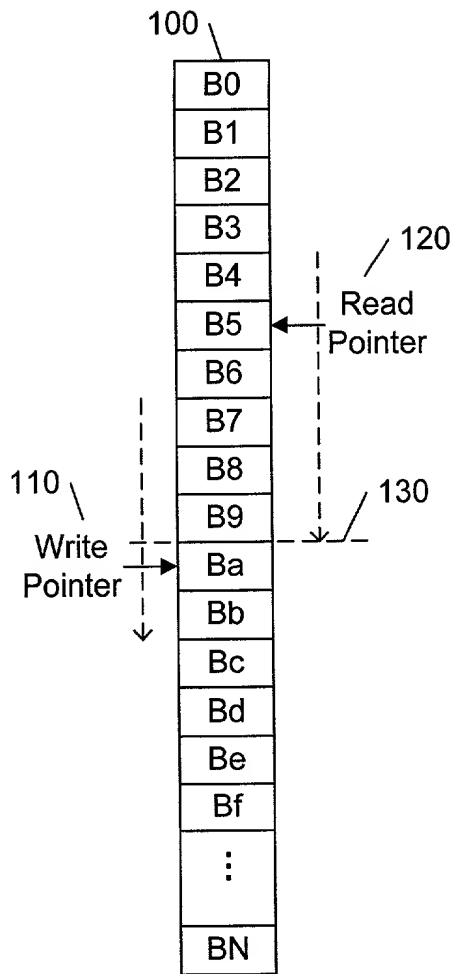 100
B0
B1
B2
B3
120
B4
Read
B5
Pointer
B6
B7
B8
110
130
B9
Write
Pointer
Ba
Bb
Bc
Bd
Be
Bf
⋮
BN